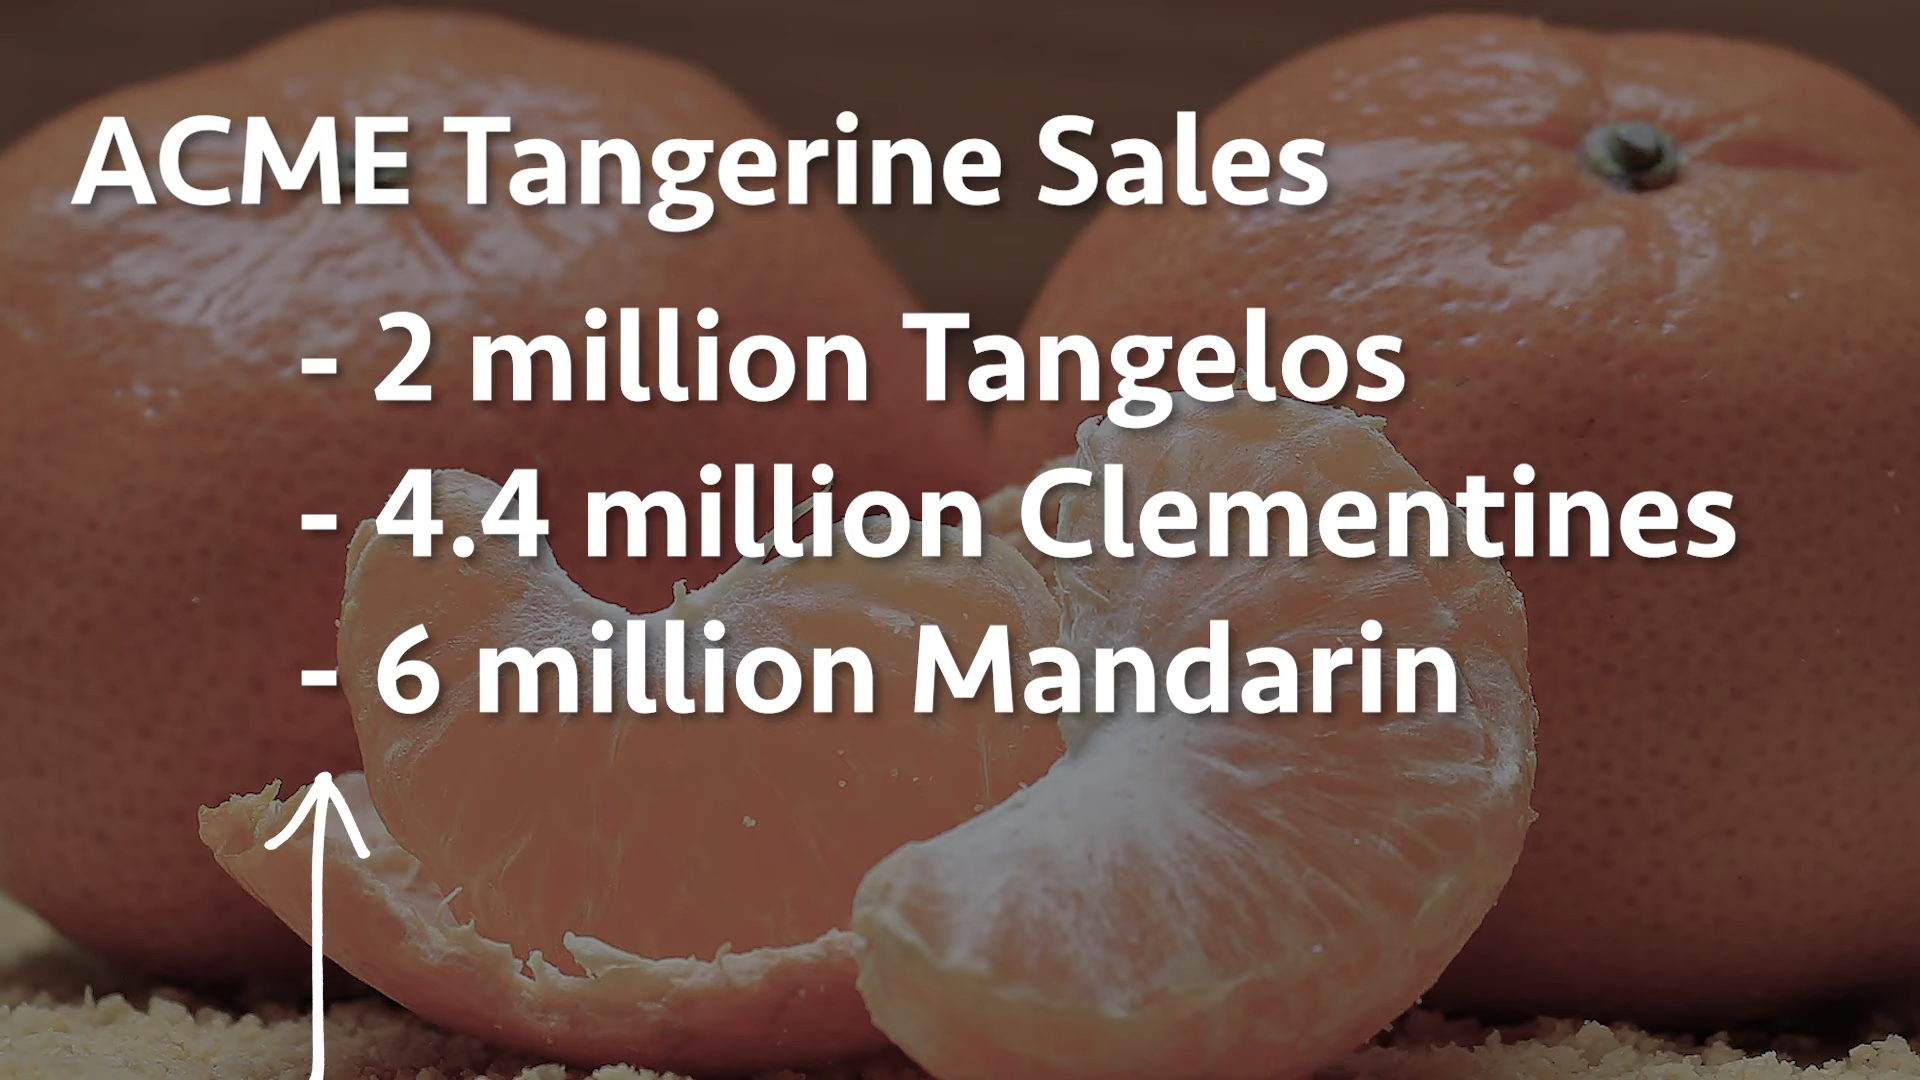 ACME Tangerine Sales
- 2 million Tangelos
- 4.4 million Clementines
- 6 million Mandarin